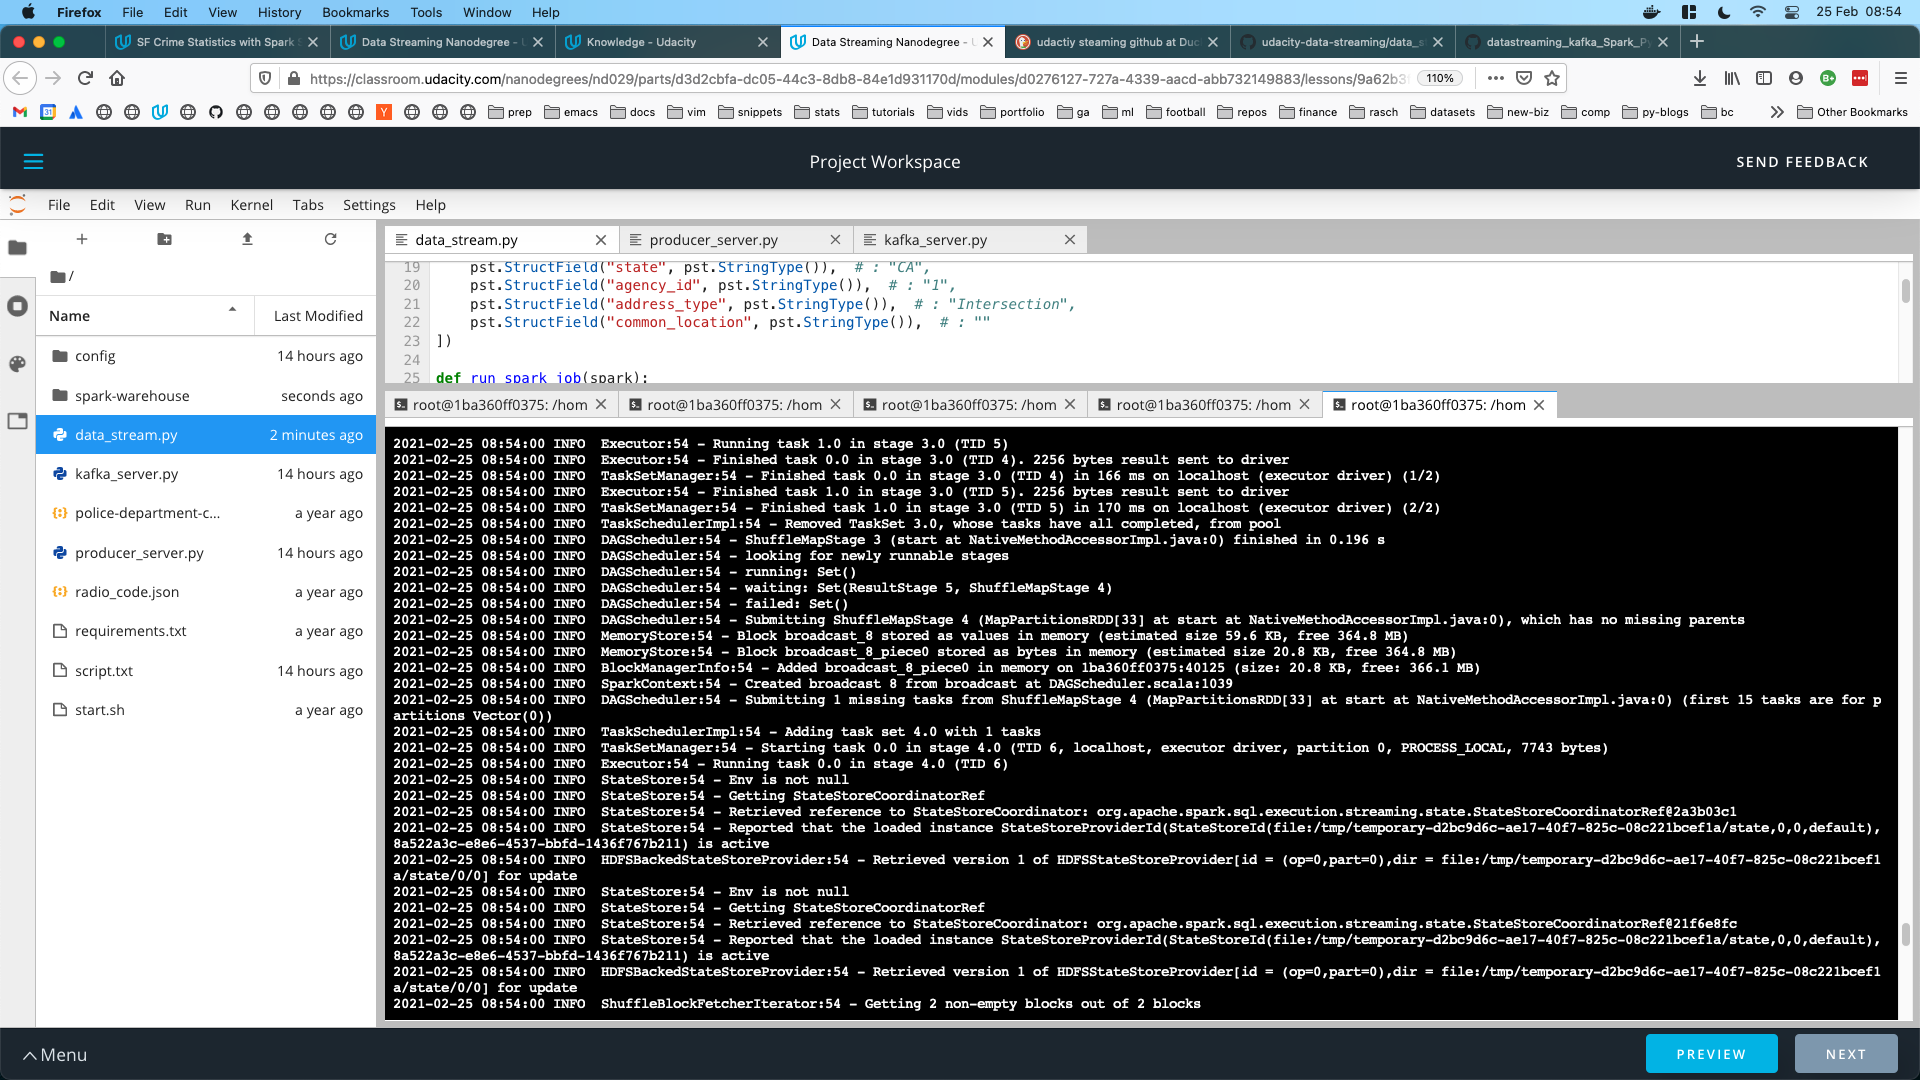 Firefox File Edit View History Bookmarks Tools Window Help 25 Feb 08:54
SF Crime Statistics with Spark Data Streaming Nanodegree - Knowledge - Udacity Data Streaming Nanodegree - udactiy steaming github at Duc udacity-data-streaming/data_s datastreaming_kafka_Spark_Py
https://classroom.udacity.com/nanodegrees/nd029/parts/d3d2cbfa-dc05-44c3-8db8-84e1d931170d/modules/d0276127-727a-4339-aacd-abb732149883/lessons/9a62b3 110%
prep emacs docs vim snippets stats tutorials vids portfolio ga ml football repos finance rasch datasets new-biz comp py-blogs bc Other Bookmarks
Project Workspace
SEND FEEDBACK
File Edit View Run Kernel Tabs Settings Help
/
Name Last Modified
config 14 hours ago
spark-warehouse seconds ago
data_stream.py 2 minutes ago
kafka_server.py 14 hours ago
police-department-c... a year ago
producer_server.py 14 hours ago
radio_code.json a year ago
requirements.txt a year ago
script.txt 14 hours ago
start.sh a year ago
data_stream.py producer_server.py kafka_server.py
19 pst.StructField("state", pst.StringType()), # : "CA",
20 pst.StructField("agency_id", pst.StringType()), # : "1",
21 pst.StructField("address_type", pst.StringType()), # : "Intersection",
22 pst.StructField("common_location", pst.StringType()), # : ""
23 ])
24
25 def run_spark_job(spark):
root@1ba360ff0375: /hom root@1ba360ff0375: /hom root@1ba360ff0375: /hom root@1ba360ff0375: /hom root@1ba360ff0375: /hom
2021-02-25 08:54:00 INFO Executor:54 - Running task 1.0 in stage 3.0 (TID 5)
2021-02-25 08:54:00 INFO Executor:54 - Finished task 0.0 in stage 3.0 (TID 4). 2256 bytes result sent to driver
2021-02-25 08:54:00 INFO TaskSetManager:54 - Finished task 0.0 in stage 3.0 (TID 4) in 166 ms on localhost (executor driver) (1/2)
2021-02-25 08:54:00 INFO Executor:54 - Finished task 1.0 in stage 3.0 (TID 5). 2256 bytes result sent to driver
2021-02-25 08:54:00 INFO TaskSetManager:54 - Finished task 1.0 in stage 3.0 (TID 5) in 170 ms on localhost (executor driver) (2/2)
2021-02-25 08:54:00 INFO TaskSchedulerImpl:54 - Removed TaskSet 3.0, whose tasks have all completed, from pool
2021-02-25 08:54:00 INFO DAGScheduler:54 - ShuffleMapStage 3 (start at NativeMethodAccessorImpl.java:0) finished in 0.196 s
2021-02-25 08:54:00 INFO DAGScheduler:54 - looking for newly runnable stages
2021-02-25 08:54:00 INFO DAGScheduler:54 - running: Set()
2021-02-25 08:54:00 INFO DAGScheduler:54 - waiting: Set(ResultStage 5, ShuffleMapStage 4)
2021-02-25 08:54:00 INFO DAGScheduler:54 - failed: Set()
2021-02-25 08:54:00 INFO DAGScheduler:54 - Submitting ShuffleMapStage 4 (MapPartitionsRDD[33] at start at NativeMethodAccessorImpl.java:0), which has no missing parents
2021-02-25 08:54:00 INFO MemoryStore:54 - Block broadcast_8 stored as values in memory (estimated size 59.6 KB, free 364.8 MB)
2021-02-25 08:54:00 INFO MemoryStore:54 - Block broadcast_8_piece0 stored as bytes in memory (estimated size 20.8 KB, free 364.8 MB)
2021-02-25 08:54:00 INFO BlockManagerInfo:54 - Added broadcast_8_piece0 in memory on 1ba360ff0375:40125 (size: 20.8 KB, free: 366.1 MB)
2021-02-25 08:54:00 INFO SparkContext:54 - Created broadcast 8 from broadcast at DAGScheduler.scala:1039
2021-02-25 08:54:00 INFO DAGScheduler:54 - Submitting 1 missing tasks from ShuffleMapStage 4 (MapPartitionsRDD[33] at start at NativeMethodAccessorImpl.java:0) (first 15 tasks are for p
artitions Vector(0))
2021-02-25 08:54:00 INFO TaskSchedulerImpl:54 - Adding task set 4.0 with 1 tasks
2021-02-25 08:54:00 INFO TaskSetManager:54 - Starting task 0.0 in stage 4.0 (TID 6, localhost, executor driver, partition 0, PROCESS_LOCAL, 7743 bytes)
2021-02-25 08:54:00 INFO Executor:54 - Running task 0.0 in stage 4.0 (TID 6)
2021-02-25 08:54:00 INFO StateStore:54 - Env is not null
2021-02-25 08:54:00 INFO StateStore:54 - Getting StateStoreCoordinatorRef
2021-02-25 08:54:00 INFO StateStore:54 - Retrieved reference to StateStoreCoordinator: org.apache.spark.sql.execution.streaming.state.StateStoreCoordinatorRef@2a3b03c1
2021-02-25 08:54:00 INFO StateStore:54 - Reported that the loaded instance StateStoreProviderId(StateStoreId(file:/tmp/temporary-d2bc9d6c-ae17-40f7-825c-08c221bcef1a/state,0,0,default),
8a522a3c-e8e6-4537-bbfd-1436f767b211) is active
2021-02-25 08:54:00 INFO HDFSBackedStateStoreProvider:54 - Retrieved version 1 of HDFSStateStoreProvider[id = (op=0,part=0),dir = file:/tmp/temporary-d2bc9d6c-ae17-40f7-825c-08c221bcef1
a/state/0/0] for update
2021-02-25 08:54:00 INFO StateStore:54 - Env is not null
2021-02-25 08:54:00 INFO StateStore:54 - Getting StateStoreCoordinatorRef
2021-02-25 08:54:00 INFO StateStore:54 - Retrieved reference to StateStoreCoordinator: org.apache.spark.sql.execution.streaming.state.StateStoreCoordinatorRef@21f6e8fc
2021-02-25 08:54:00 INFO StateStore:54 - Reported that the loaded instance StateStoreProviderId(StateStoreId(file:/tmp/temporary-d2bc9d6c-ae17-40f7-825c-08c221bcef1a/state,0,0,default),
8a522a3c-e8e6-4537-bbfd-1436f767b211) is active
2021-02-25 08:54:00 INFO HDFSBackedStateStoreProvider:54 - Retrieved version 1 of HDFSStateStoreProvider[id = (op=0,part=0),dir = file:/tmp/temporary-d2bc9d6c-ae17-40f7-825c-08c221bcef1
a/state/0/0] for update
2021-02-25 08:54:00 INFO ShuffleBlockFetcherIterator:54 - Getting 2 non-empty blocks out of 2 blocks
Menu
PREVIEW
NEXT